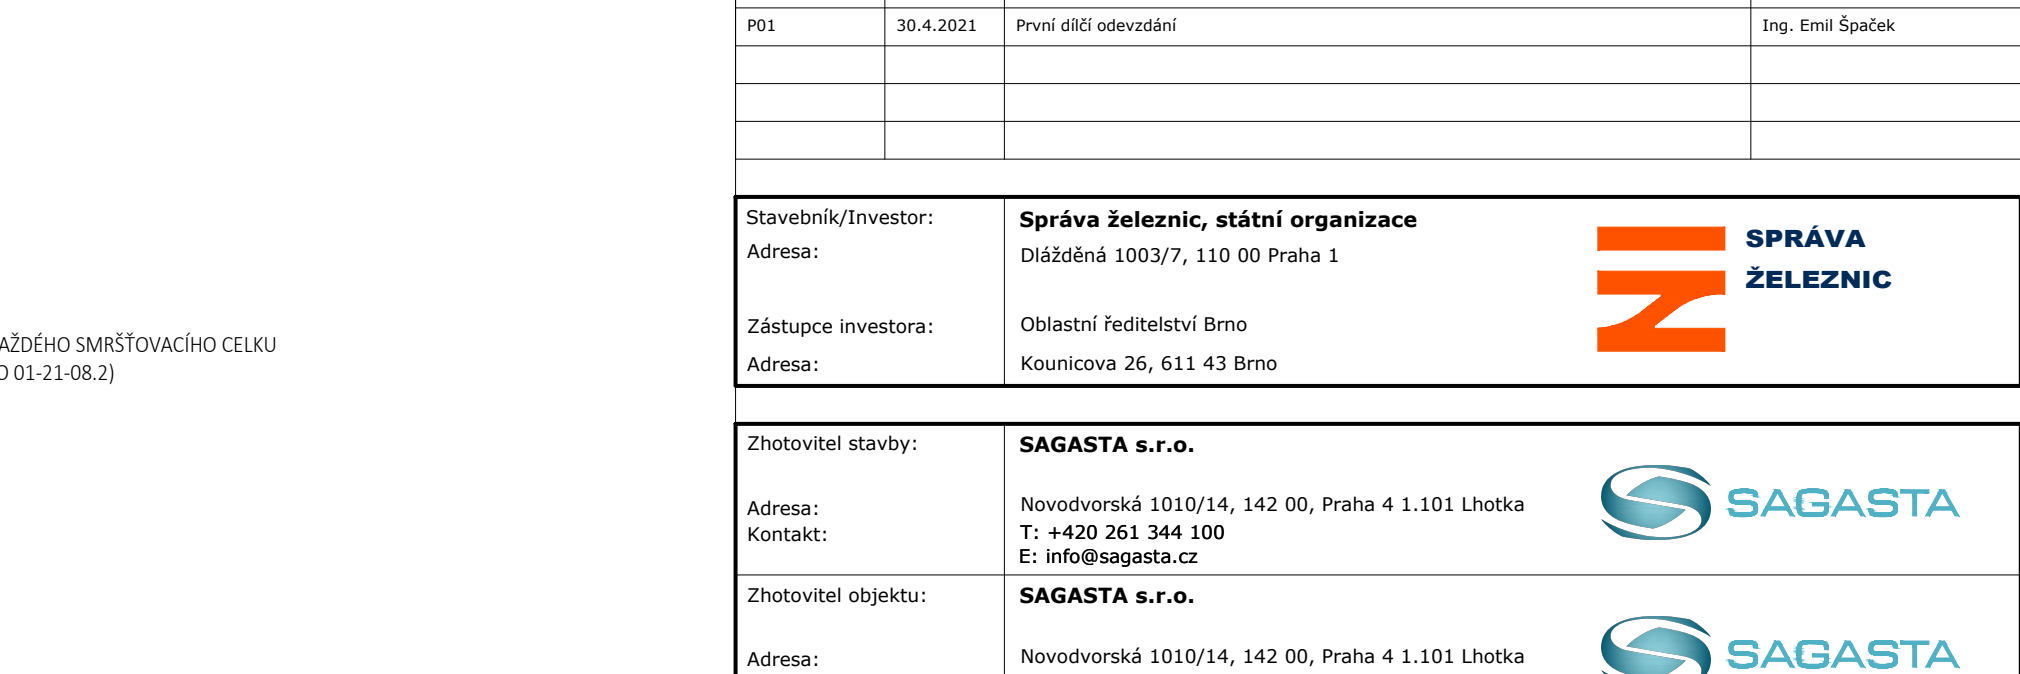 P01 30.4.2021 První dílčí odevzdání Ing. Emil Špaček
Stavebník/Investor: Správa železnic, státní organizace
Adresa: Dlážděná 1003/7, 110 00 Praha 1
SPRÁVA
ŽELEZNIC
Zástupce investora: Oblastní ředitelství Brno
Adresa: Kounicova 26, 611 43 Brno
AŽDÉHO SMRŠŤOVACÍHO CELKU
O 01-21-08.2)
Zhotovitel stavby: SAGASTA s.r.o.
SAGASTA
Adresa: Novodvorská 1010/14, 142 00, Praha 4 1.101 Lhotka
Kontakt: T: +420 261 344 100
E: info@sagasta.cz
Zhotovitel objektu: SAGASTA s.r.o.
Adresa: Novodvorská 1010/14, 142 00, Praha 4 1.101 Lhotka
SAGASTA